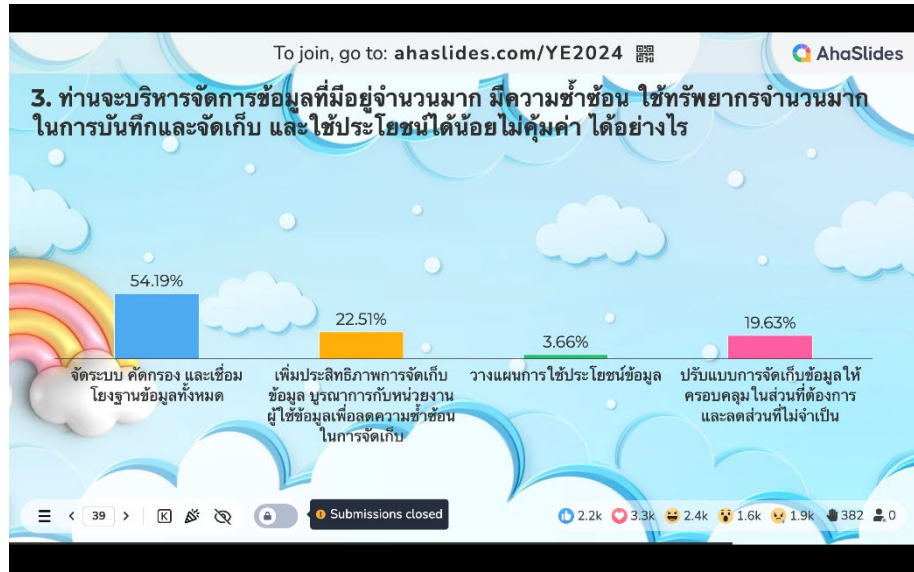 To join, go to: ahaslides.com/YE2024
AhaSlides
3. ท่านจะบริหารจัดการข้อมูลที่มีอยู่จำนวนมาก มีความซ้ำซ้อน ใช้ทรัพยากรจำนวนมาก
ในการบันทึกและจัดเก็บ และใช้ประโยชน์ได้น้อยไม่คุ้มค่า ได้อย่างไร
54.19%
จัดระบบ คัดกรอง และเชื่อม
โยงฐานข้อมูลทั้งหมด
22.51%
เพิ่มประสิทธิภาพการจัดเก็บ
ข้อมูล บูรณาการกับหน่วยงาน
ผู้ใช้ข้อมูลเพื่อลดความซ้ำซ้อน
ในการจัดเก็บ
3.66%
วางแผนการใช้ประโยชน์ข้อมูล
19.63%
ปรับแบบการจัดเก็บข้อมูลให้
ครอบคลุมในส่วนที่ต้องการ
และลดส่วนที่ไม่จำเป็น
39
K
Submissions closed
2.2k 3.3k 2.4k 1.6k 1.9k 382 0